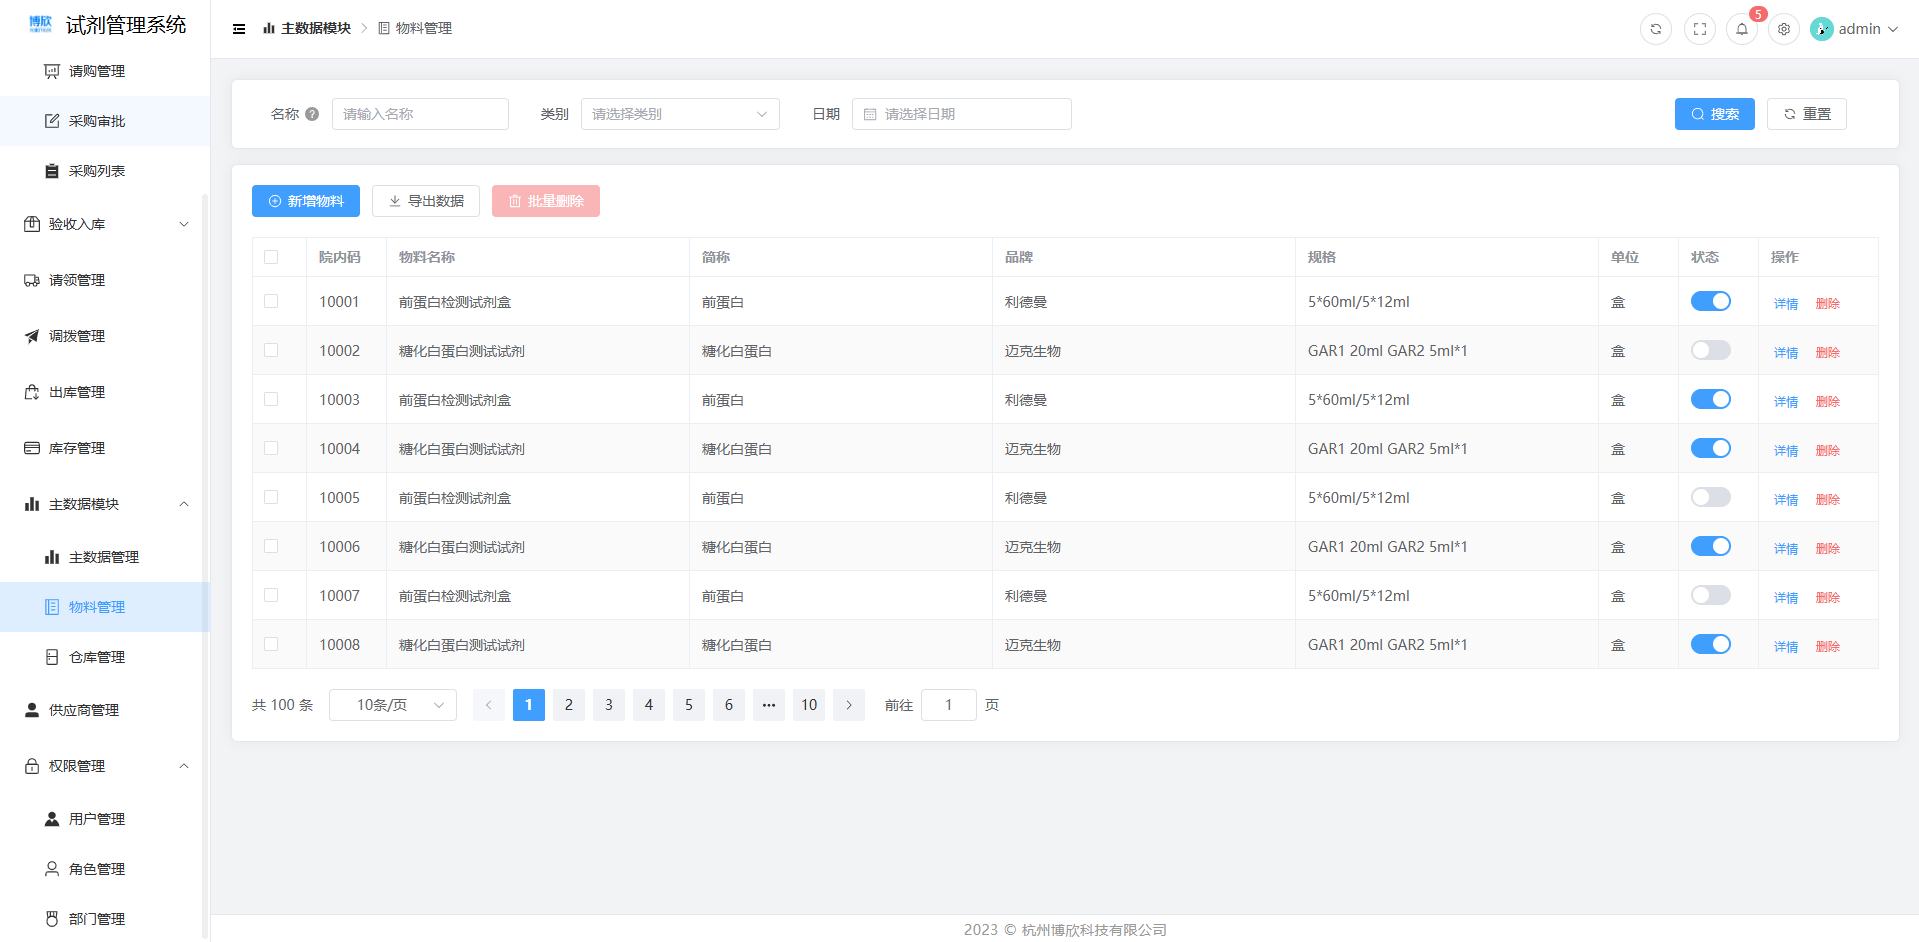 博欣 试剂管理系统
主数据模块 物料管理
5
admin
请购管理
采购审批
采购列表
验收入库
请领管理
调拨管理
出库管理
库存管理
主数据模块
主数据管理
物料管理
仓库管理
供应商管理
权限管理
用户管理
角色管理
部门管理
名称 ? 请输入名称 类别 请选择类别 日期 请选择日期 搜索 重置
新增物料 导出数据 批量删除
院内码 物料名称 简称 品牌 规格 单位 状态 操作
10001 前蛋白检测试剂盒 前蛋白 利德曼 5*60ml/5*12ml 盒 详情 删除
10002 糖化白蛋白测试试剂 糖化白蛋白 迈克生物 GAR1 20ml GAR2 5ml*1 盒 详情 删除
10003 前蛋白检测试剂盒 前蛋白 利德曼 5*60ml/5*12ml 盒 详情 删除
10004 糖化白蛋白测试试剂 糖化白蛋白 迈克生物 GAR1 20ml GAR2 5ml*1 盒 详情 删除
10005 前蛋白检测试剂盒 前蛋白 利德曼 5*60ml/5*12ml 盒 详情 删除
10006 糖化白蛋白测试试剂 糖化白蛋白 迈克生物 GAR1 20ml GAR2 5ml*1 盒 详情 删除
10007 前蛋白检测试剂盒 前蛋白 利德曼 5*60ml/5*12ml 盒 详情 删除
10008 糖化白蛋白测试试剂 糖化白蛋白 迈克生物 GAR1 20ml GAR2 5ml*1 盒 详情 删除
共 100 条 10条/页 1 2 3 4 5 6 ••• 10 前往 1 页
2023 © 杭州博欣科技有限公司